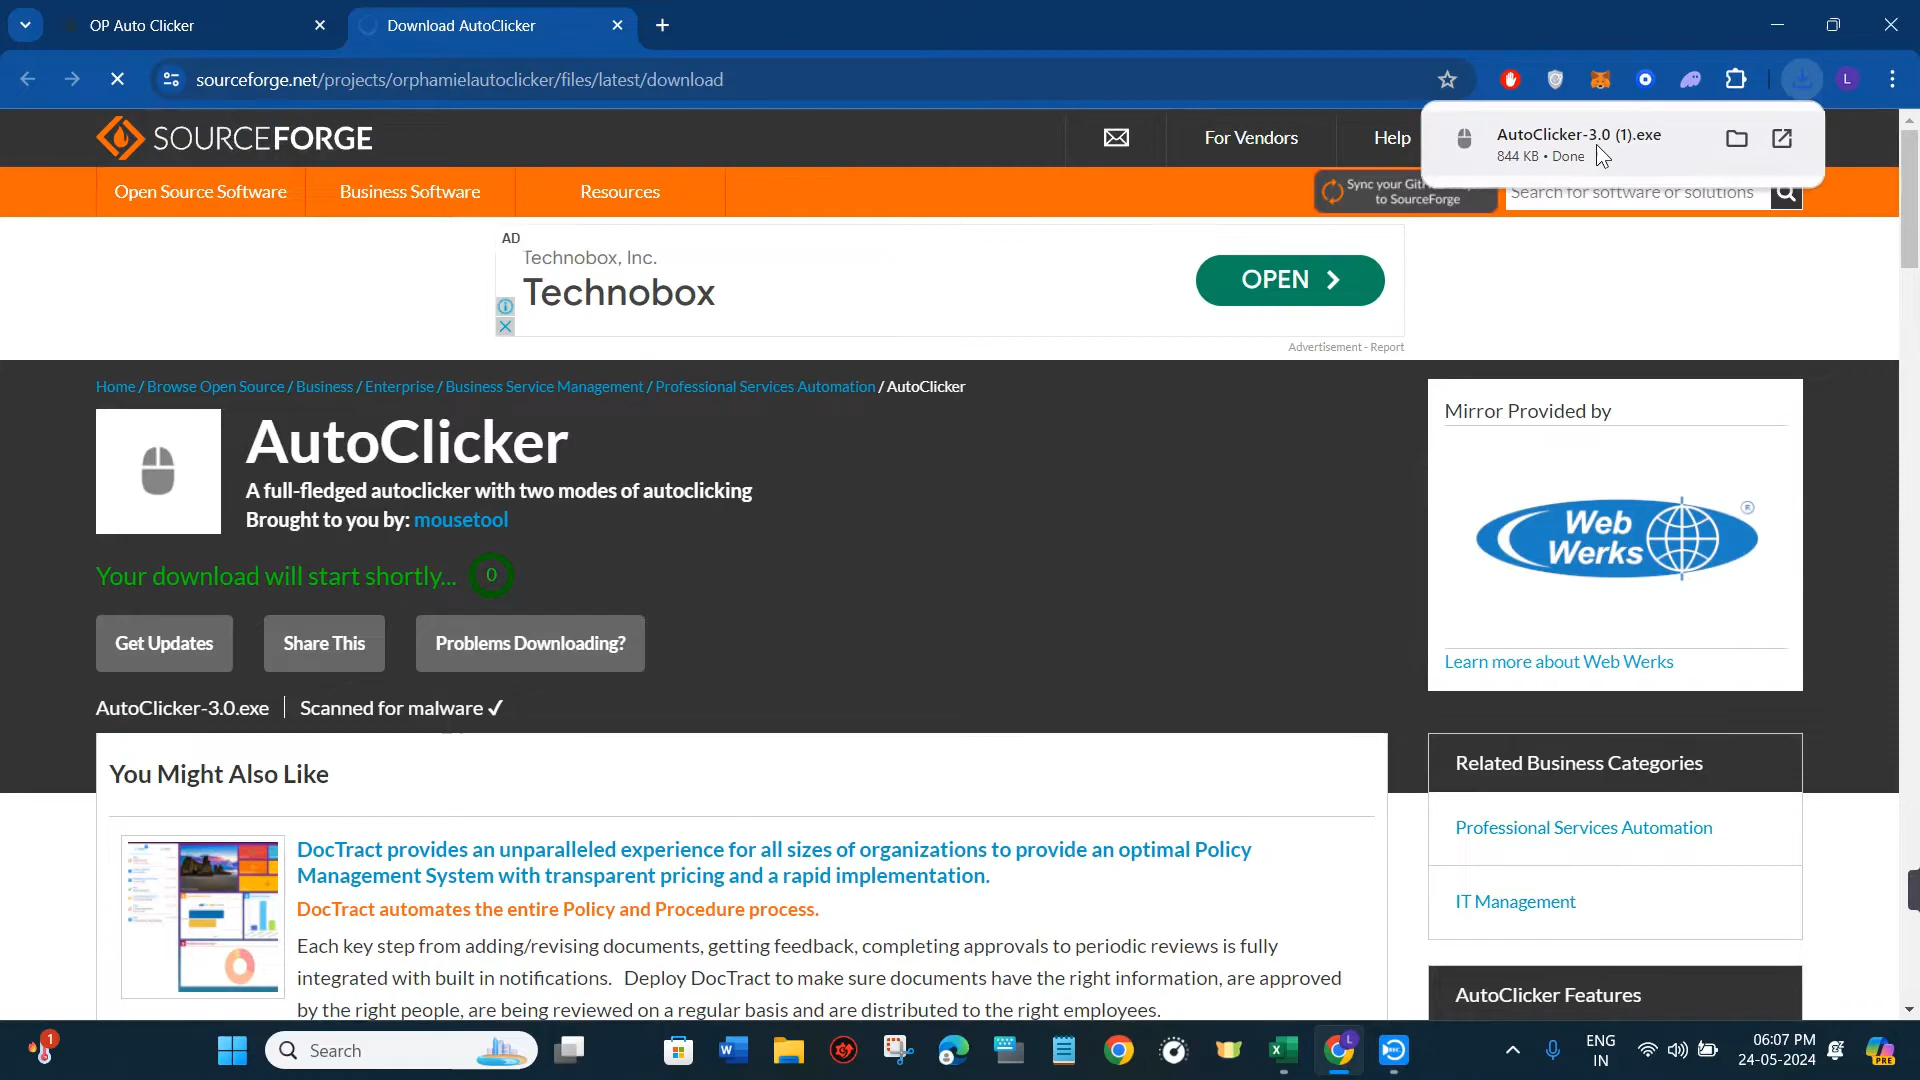 OP Auto Clicker
Download AutoClicker
sourceforge.net/projects/orphamielautoclicker/files/latest/download
L
AutoClicker-3.0 (1).exe
844 KB • Done
SOURCEFORGE
For Vendors
Help
Open Source Software
Business Software
Resources
Sync your Git
to SourceForge
Search for software or solutions
AD
Technobox, Inc.
Technobox
OPEN
Advertisement - Report
Home / Browse Open Source / Business / Enterprise / Business Service Management / Professional Services Automation / AutoClicker
AutoClicker
A full-fledged autoclicker with two modes of autoclicking
Brought to you by: mousetool
Your download will start shortly... 0
Get Updates
Share This
Problems Downloading?
AutoClicker-3.0.exe
Scanned for malware ✓
Mirror Provided by
Web
Werks
®
Learn more about Web Werks
You Might Also Like
DocTract provides an unparalleled experience for all sizes of organizations to provide an optimal Policy
Management System with transparent pricing and a rapid implementation.
DocTract automates the entire Policy and Procedure process.
Each key step from adding/revising documents, getting feedback, completing approvals to periodic reviews is fully
integrated with built in notifications. Deploy DocTract to make sure documents have the right information, are approved
by the right people, are being reviewed on a regular basis and are distributed to the right employees.
Related Business Categories
Professional Services Automation
IT Management
AutoClicker Features
1
Search
L
ENG
IN
06:07 PM
24-05-2024
PRE